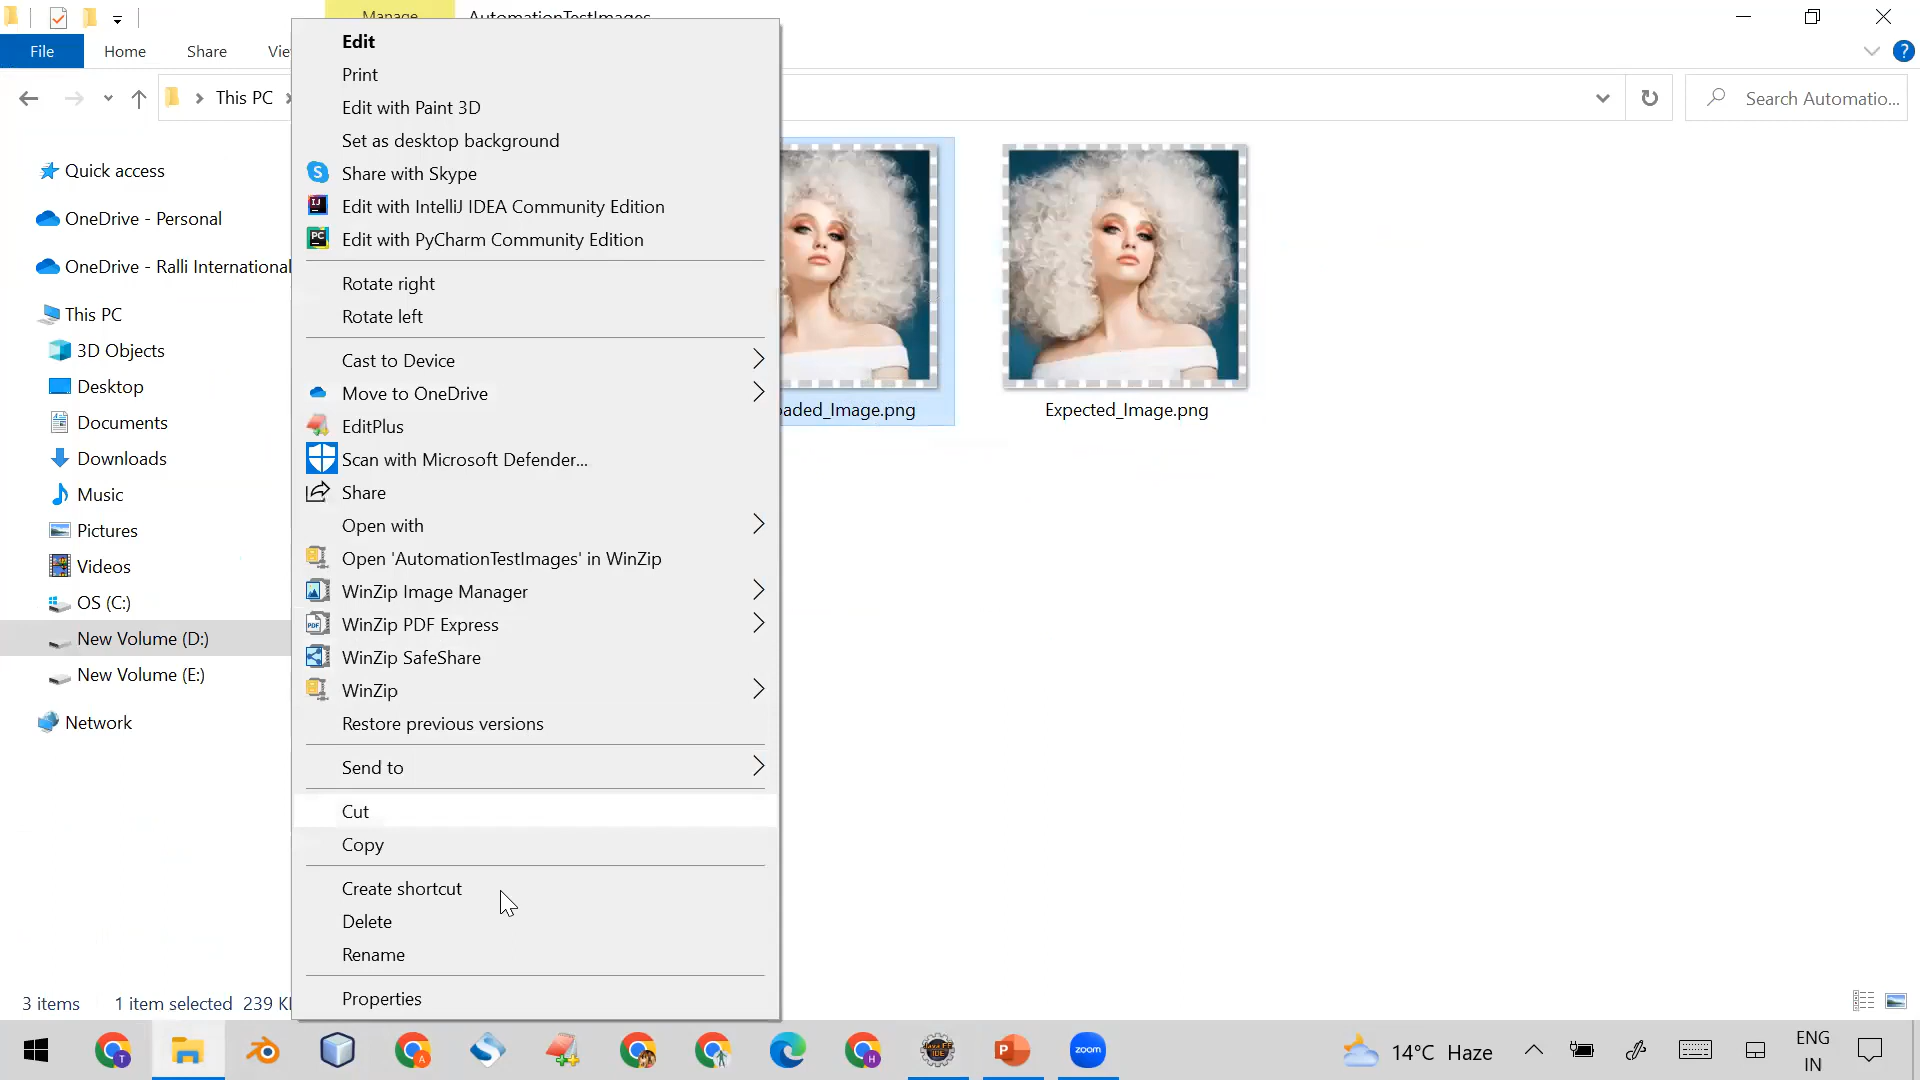 Manage
AutomationTestImages
File
Home
Share
Vie
This PC
Search Automatio...
Edit
Print
Edit with Paint 3D
Set as desktop background
Share with Skype
Edit with IntelliJ IDEA Community Edition
Edit with PyCharm Community Edition
Rotate right
Rotate left
Cast to Device
Move to OneDrive
EditPlus
Scan with Microsoft Defender...
Share
Open with
Open 'AutomationTestImages' in WinZip
WinZip Image Manager
WinZip PDF Express
WinZip SafeShare
WinZip
Restore previous versions
Send to
Cut
Copy
Create shortcut
Delete
Rename
Properties
Quick access
OneDrive - Personal
OneDrive - Ralli International
This PC
3D Objects
Desktop
Documents
Downloads
Music
Pictures
Videos
OS (C:)
New Volume (D:)
New Volume (E:)
Network
oaded_Image.png
Expected_Image.png
3 items
1 item selected 239 K
zoom
14°C Haze
ENG
IN